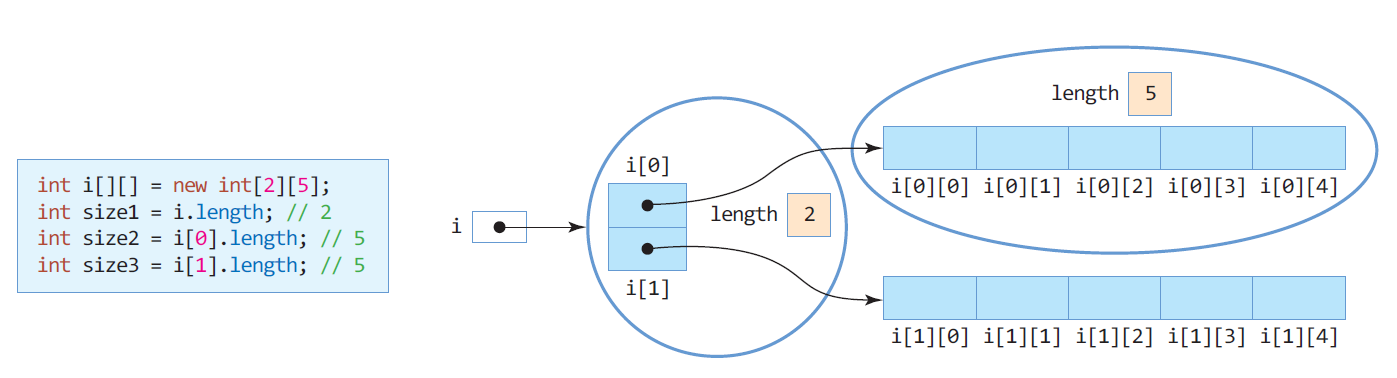 int i[][] = new int[2][5];
int size1 = i.length; // 2
int size2 = i[0].length; // 5
int size3 = i[1].length; // 5
i
i[0]
length 2
i[1]
length 5
i[0][0] i[0][1] i[0][2] i[0][3] i[0][4]
i[1][0] i[1][1] i[1][2] i[1][3] i[1][4]